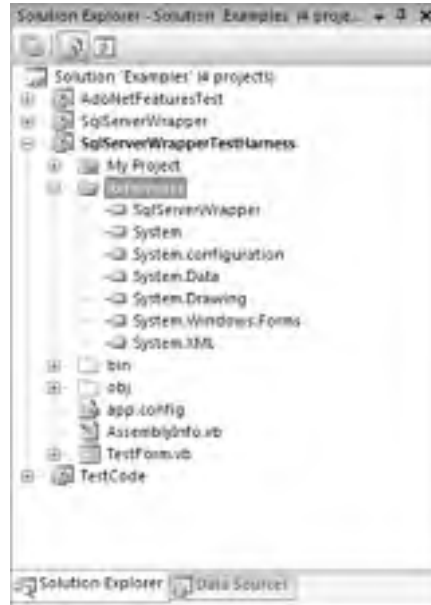 Solution Explorer - Solution 'Examples' (4 proje...
Solution 'Examples' (4 projects)
AdoNetFeaturesTest
SqlServerWrapper
SqlServerWrapperTestHarness
My Project
References
SqlServerWrapper
System
System.configuration
System.Data
System.Drawing
System.Windows.Forms
System.XML
bin
obj
app.config
AssemblyInfo.vb
TestForm.vb
TestCode
Solution Explorer
Data Sources